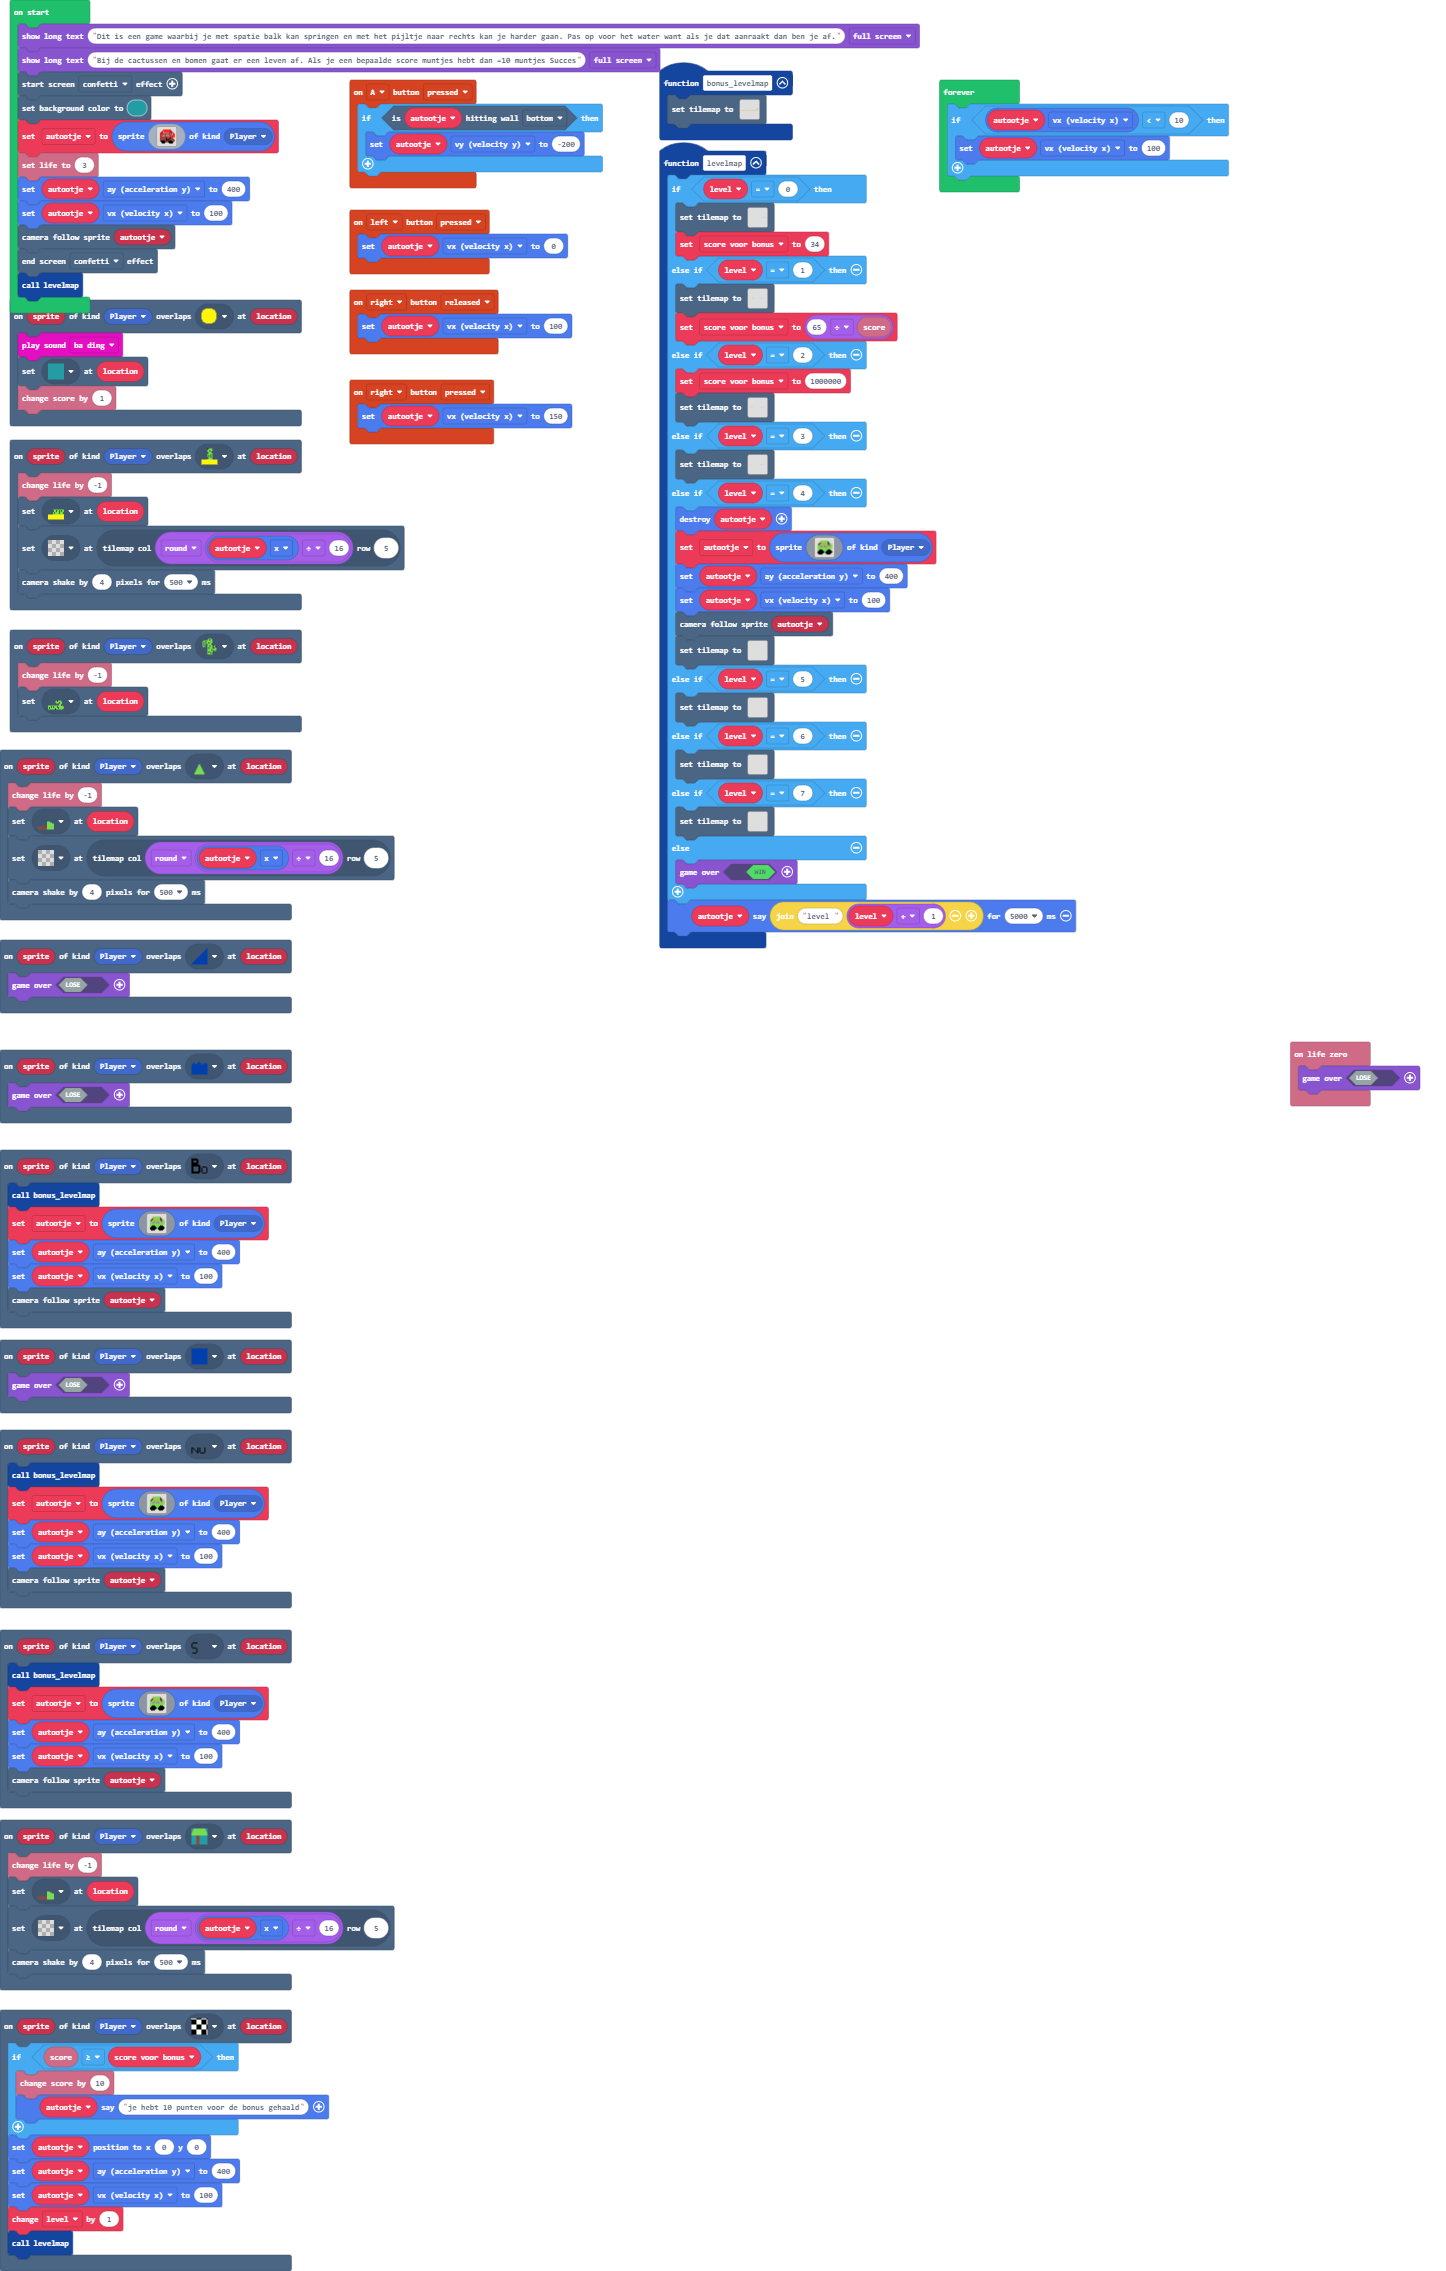 on start
show long text "Dit is een game waarbij je met spatie balk kan springen en met het pijltje naar rechts kan je harder gaan. Pas op voor het water want als je dat aanraakt dan ben je af." full screen
show long text "Bij de cactussen en bomen gaat er een leven af. Als je een bepaalde score muntjes hebt dan +10 muntjes Succes" full screen
start screen confetti effect
set background color to
set autootje to sprite of kind Player
set life to 3
set autootje ay (acceleration y) to 400
set autootje vx (velocity x) to 100
camera follow sprite autootje
end screen confetti effect
call levelmap
on sprite of kind Player overlaps at location
play sound ba ding
set at location
change score by 1
on sprite of kind Player overlaps at location
change life by -1
set at location
set at tilemap col round autootje x ÷ 16 row 5
camera shake by 4 pixels for 500 ms
on sprite of kind Player overlaps at location
change life by -1
set at location
on sprite of kind Player overlaps at location
change life by -1
set at location
set at tilemap col round autootje x ÷ 16 row 5
camera shake by 4 pixels for 500 ms
on sprite of kind Player overlaps at location
game over LOSE
on sprite of kind Player overlaps at location
game over LOSE
on sprite of kind Player overlaps Bo at location
call bonus_levelmap
set autootje to sprite of kind Player
set autootje ay (acceleration y) to 400
set autootje vx (velocity x) to 100
camera follow sprite autootje
on sprite of kind Player overlaps at location
game over LOSE
on sprite of kind Player overlaps NU at location
call bonus_levelmap
set autootje to sprite of kind Player
set autootje ay (acceleration y) to 400
set autootje vx (velocity x) to 100
camera follow sprite autootje
on sprite of kind Player overlaps S at location
call bonus_levelmap
set autootje to sprite of kind Player
set autootje ay (acceleration y) to 400
set autootje vx (velocity x) to 100
camera follow sprite autootje
on sprite of kind Player overlaps at location
change life by -1
set at location
set at tilemap col round autootje x ÷ 16 row 5
camera shake by 4 pixels for 500 ms
on sprite of kind Player overlaps at location
if score ≥ score voor bonus then
change score by 10
autootje say "je hebt 10 punten voor de bonus gehaald"
set autootje position to x 0 y 0
set autootje ay (acceleration y) to 400
set autootje vx (velocity x) to 100
change level by 1
call levelmap
on A button pressed
if is autootje hitting wall bottom then
set autootje vy (velocity y) to -200
on left button pressed
set autootje vx (velocity x) to 0
on right button released
set autootje vx (velocity x) to 100
on right button pressed
set autootje vx (velocity x) to 150
function bonus_levelmap
set tilemap to
function levelmap
if level = 0 then
set tilemap to
set score voor bonus to 34
else if level = 1 then
set tilemap to
set score voor bonus to 65 + score
else if level = 2 then
set score voor bonus to 1000000
set tilemap to
else if level = 3 then
set tilemap to
else if level = 4 then
destroy autootje
set autootje to sprite of kind Player
set autootje ay (acceleration y) to 400
set autootje vx (velocity x) to 100
camera follow sprite autootje
set tilemap to
else if level = 5 then
set tilemap to
else if level = 6 then
set tilemap to
else if level = 7 then
set tilemap to
else
game over WIN
autootje say join "level " level + 1 for 5000 ms
forever
if autootje vx (velocity x) < 10 then
set autootje vx (velocity x) to 100
on life zero
game over LOSE